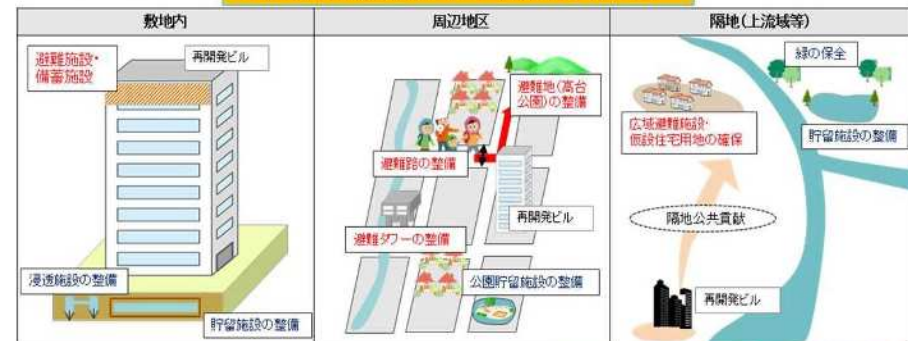 敷地内
避難施設・
備蓄施設
再開発ビル
浸透施設の整備
貯留施設の整備
周辺地区
避難地(高台
公園)の整備
避難路の整備
再開発ビル
避難タワーの整備
公園貯留施設の整備
隔地(上流域等)
緑の保全
広域避難施設・
仮設住宅用地の確保
貯留施設の整備
隔地公共貢献
再開発ビル